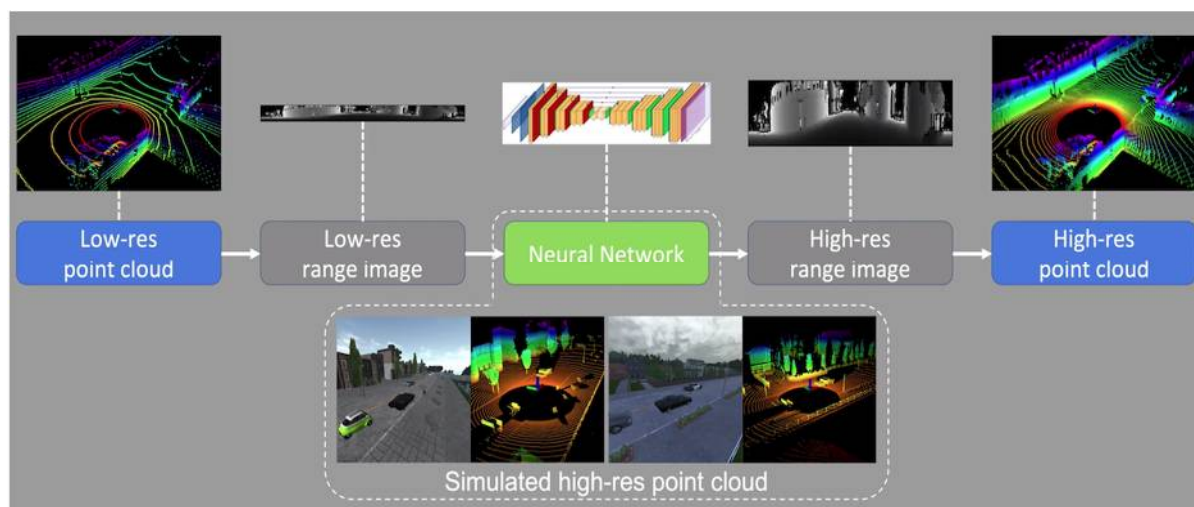 Low-res
point cloud
Low-res
range image
Neural Network
High-res
range image
High-res
point cloud
Simulated high-res point cloud